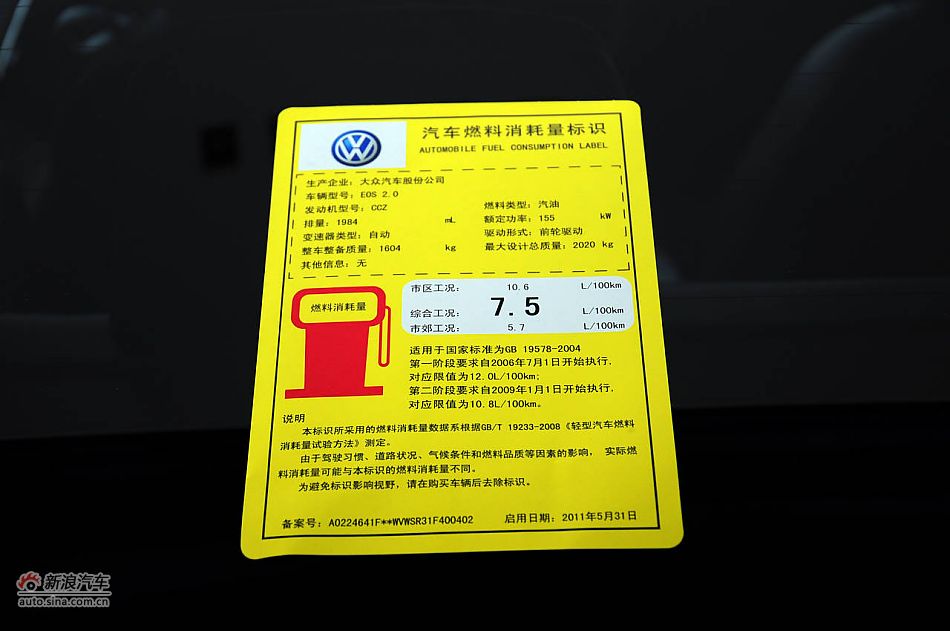 汽车燃料消耗量标识
AUTOMOBILE FUEL CONSUMPTION LABEL
生产企业：大众汽车股份公司
车辆型号：EOS 2.0
发动机型号：CCZ
燃料类型：汽油
排量：1984 mL
额定功率：155 kW
变速器类型：自动
驱动形式：前轮驱动
整车整备质量：1604 kg
最大设计总质量：2020 kg
其他信息：无
燃料消耗量
市区工况： 10.6 L/100km
综合工况： 7.5 L/100km
市郊工况： 5.7 L/100km
适用于国家标准为GB 19578-2004
第一阶段要求自2006年7月1日开始执行，
对应限值为12.0L/100km;
第二阶段要求自2009年1月1日开始执行，
对应限值为10.8L/100km。
说明
本标识所采用的燃料消耗量数据系根据GB/T 19233-2008《轻型汽车燃料
消耗量试验方法》测定。
由于驾驶习惯、道路状况、气候条件和燃料品质等因素的影响， 实际燃
料消耗量可能与本标识的燃料消耗量不同。
为避免标识影响视野，请在购买车辆后去除标识。
备案号：A0224641F**WVWSR31F400402 启用日期：2011年5月31日
新浪汽车
auto.sina.com.cn